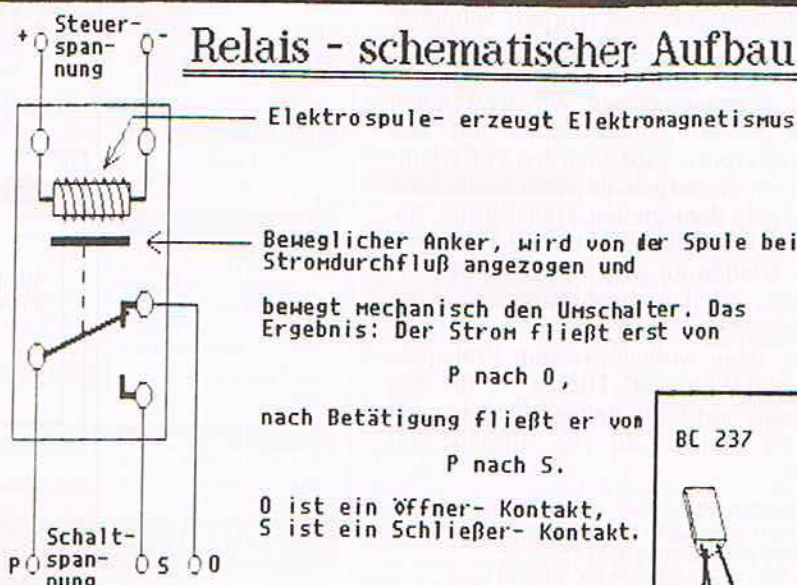 Relais - schematischer Aufbau
+ Steuer- -
span-
nung
Elektrospule- erzeugt Elektromagnetismus
Beweglicher Anker, wird von der Spule bei
Stromdurchfluß angezogen und
bewegt mechanisch den Umschalter. Das
Ergebnis: Der Strom fließt erst von
P nach O,
nach Betätigung fließt er von
P nach S.
O ist ein Öffner- Kontakt,
S ist ein Schließer- Kontakt.
BC 237
Schalt-
P span- S O
nung